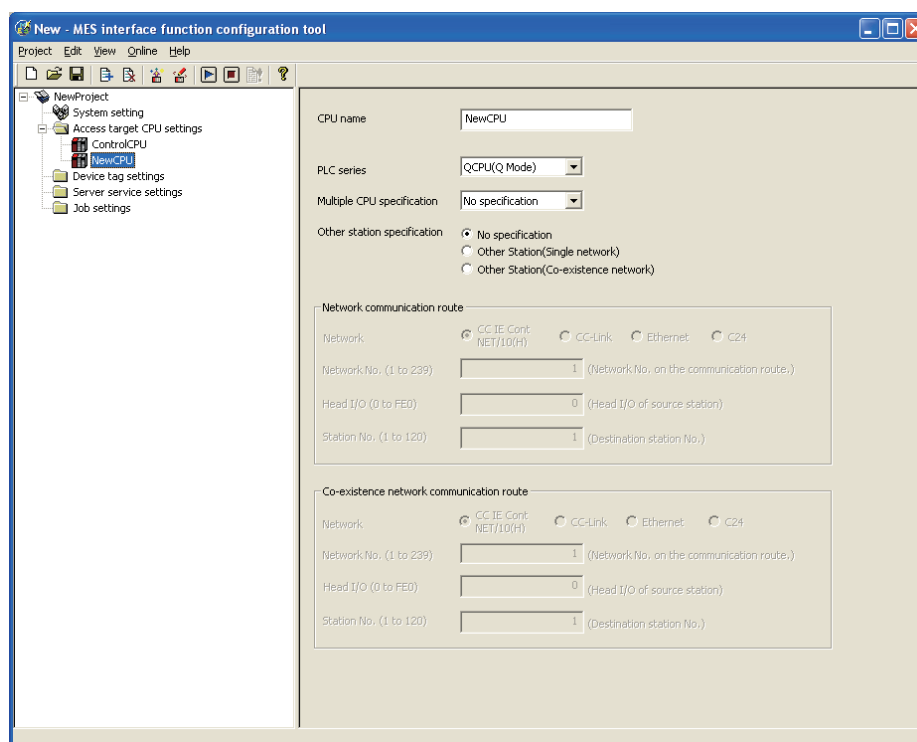 New - MES interface function configuration tool
Project Edit View Online Help
NewProject
System setting
Access target CPU settings
ControlCPU
NewCPU
Device tag settings
Server service settings
Job settings
CPU name NewCPU
PLC series QCPU(Q Mode)
Multiple CPU specification No specification
Other station specification No specification
Other Station(Single network)
Other Station(Co-existence network)
Network communication route
Network CC IE Cont NET/10(H) CC-Link Ethernet C24
Network No. (1 to 239) 1 (Network No. on the communication route.)
Head I/O (0 to FE0) 0 (Head I/O of source station)
Station No. (1 to 120) 1 (Destination station No.)
Co-existence network communication route
Network CC IE Cont NET/10(H) CC-Link Ethernet C24
Network No. (1 to 239) 1 (Network No. on the communication route.)
Head I/O (0 to FE0) 0 (Head I/O of source station)
Station No. (1 to 120) 1 (Destination station No.)